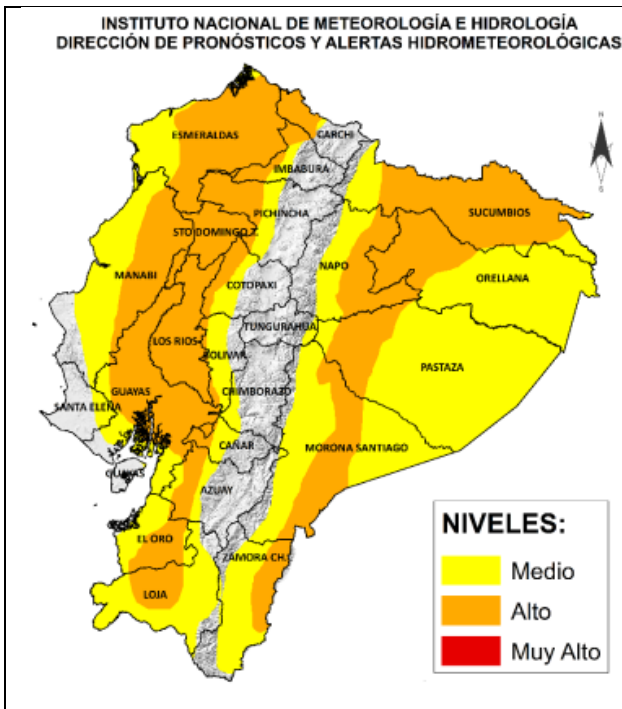 INSTITUTO NACIONAL DE METEOROLOGÍA E HIDROLOGÍA
DIRECCIÓN DE PRONÓSTICOS Y ALERTAS HIDROMETEOROLÓGICAS
ESMERALDAS
CARCHI
IMBABURA
N
PICHINCHA
SUCUMBIOS
STO DOMINGO T.
S
MANABI
COTOPAXI
NAPO
ORELLANA
LOS RIOS
TUNGURAHUA
BOLIVAR
PASTAZA
GUAYAS
CHIMBORAZO
SANTA ELENA
CAÑAR
MORONA SANTIAGO
GUAYAS
AZUAY
EL ORO
ZAMORA CH.
LOJA
NIVELES:
Medio
Alto
Muy Alto